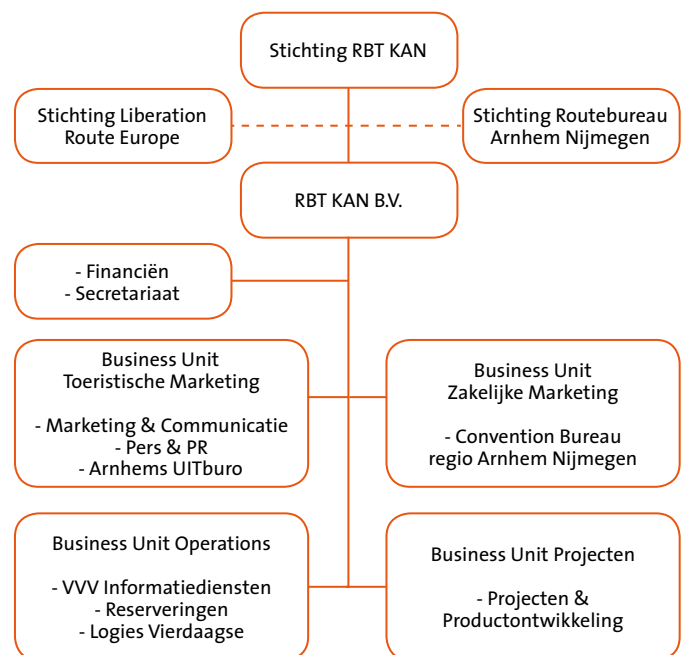 Stichting RBT KAN
Stichting Liberation
Route Europe
Stichting Routebureau
Arnhem Nijmegen
RBT KAN B.V.
- Financiën
- Secretariaat
Business Unit
Toeristische Marketing
- Marketing & Communicatie
- Pers & PR
- Arnhems UITburo
Business Unit
Zakelijke Marketing
- Convention Bureau
regio Arnhem Nijmegen
Business Unit Operations
- VVV Informatiediensten
- Reserveringen
- Logies Vierdaagse
Business Unit Projecten
- Projecten &
Productontwikkeling